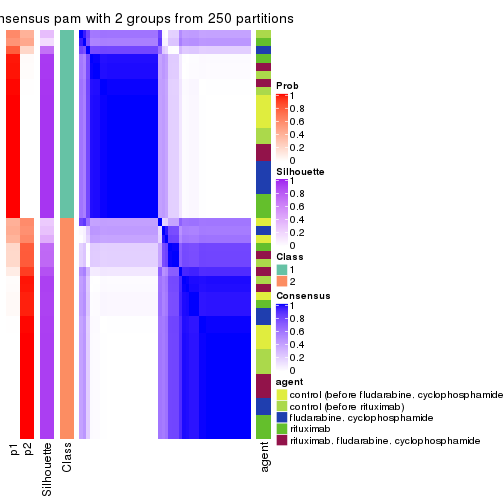 nsensus pam with 2 groups from 250 partitions
Prob
1
0.8
0.6
0.4
0.2
0
Silhouette
1
0.8
0.6
0.4
0.2
0
Class
1
2
Consensus
1
0.8
0.6
0.4
0.2
0
agent
control (before fludarabine. cyclophosphamide
control (before rituximab)
fludarabine. cyclophosphamide
rituximab
rituximab. fludarabine. cyclophosphamide
p1
p2
Silhouette
Class
agent